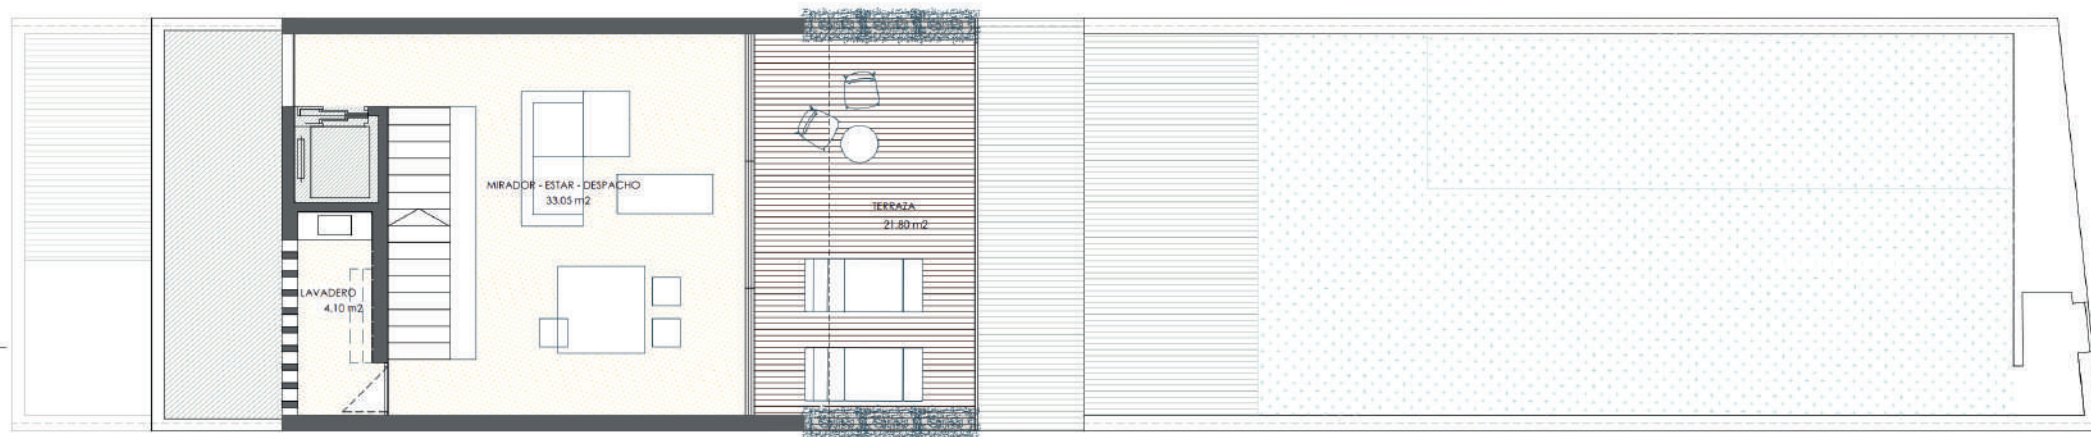 MIRADOR - ESTAR - DESPACHO
33.05 m2
TERRAZA
21.80 m2
LAVADERO
4.10 m2